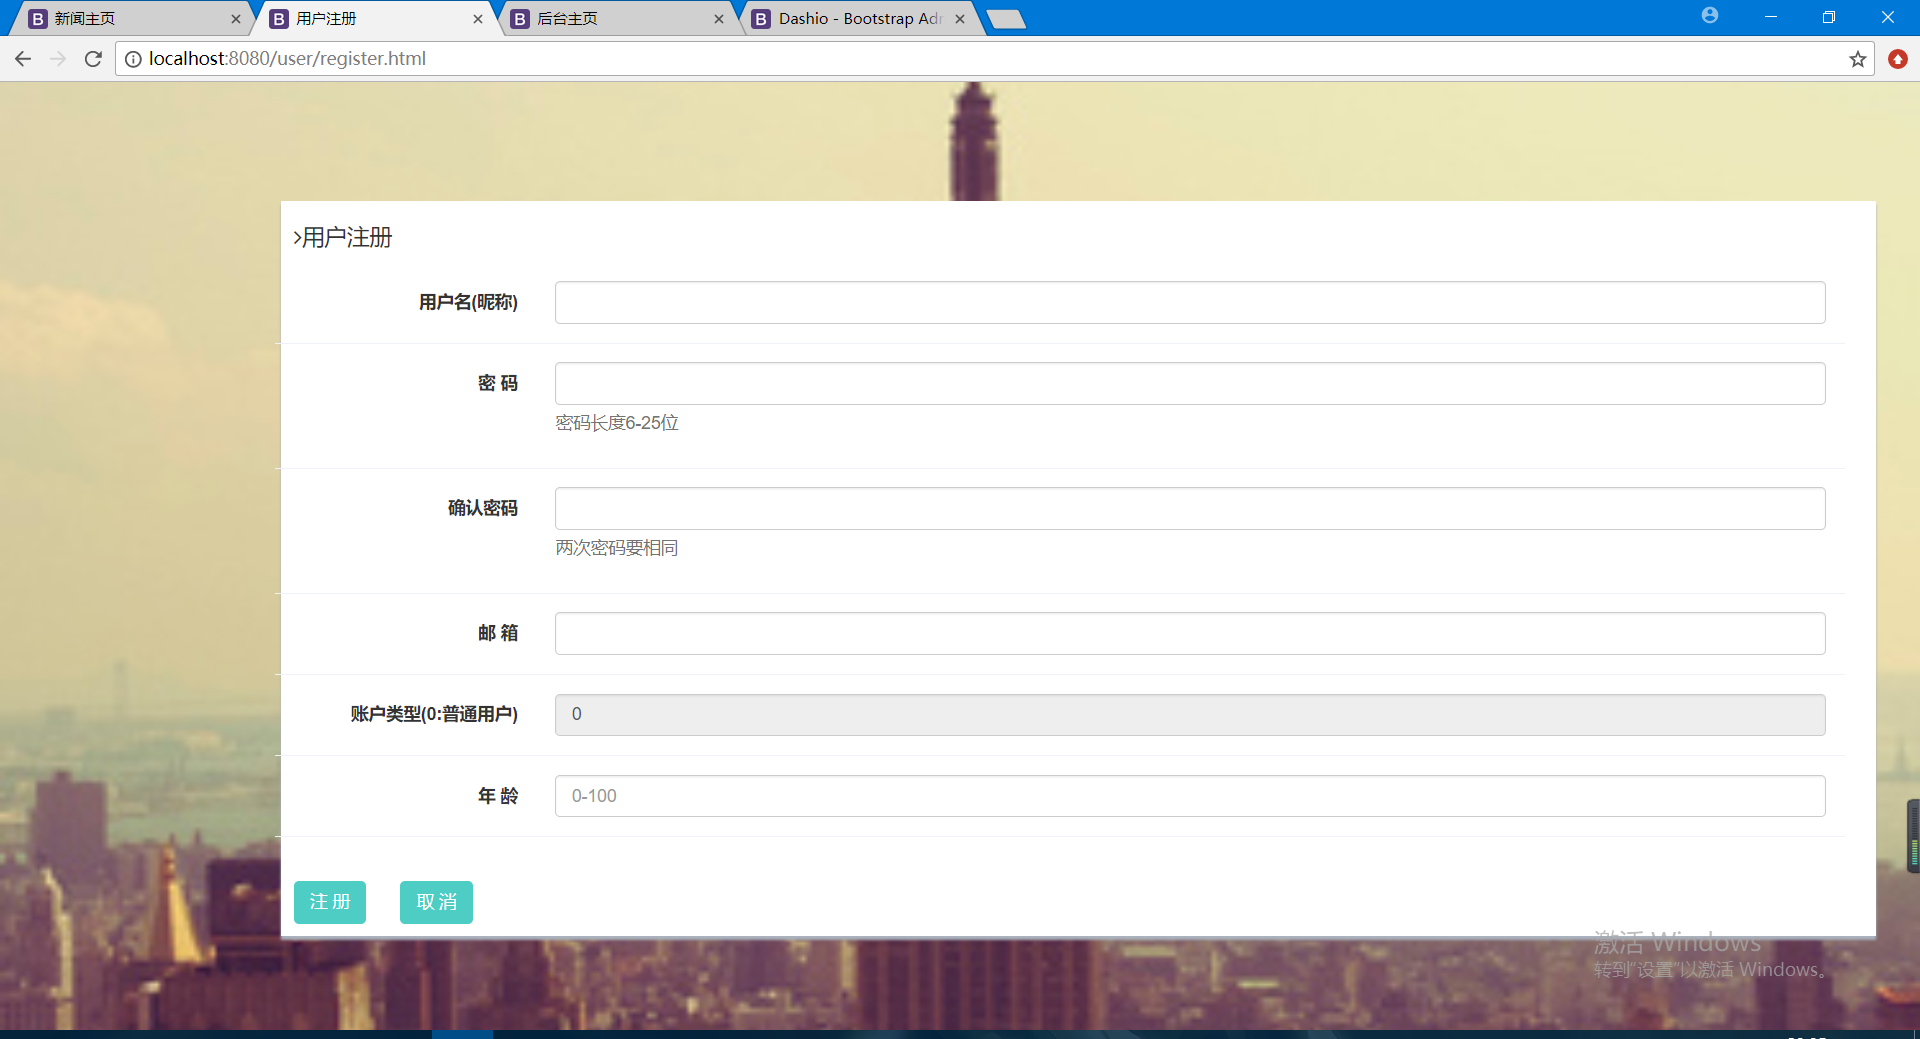 新闻主页
用户注册
后台主页
Dashio - Bootstrap Adr
localhost:8080/user/register.html
>用户注册
用户名(昵称)
密 码
密码长度6-25位
确认密码
两次密码要相同
邮 箱
账户类型(0:普通用户)
0
年 龄
0-100
注 册
取 消
激活 Windows
转到"设置"以激活 Windows。